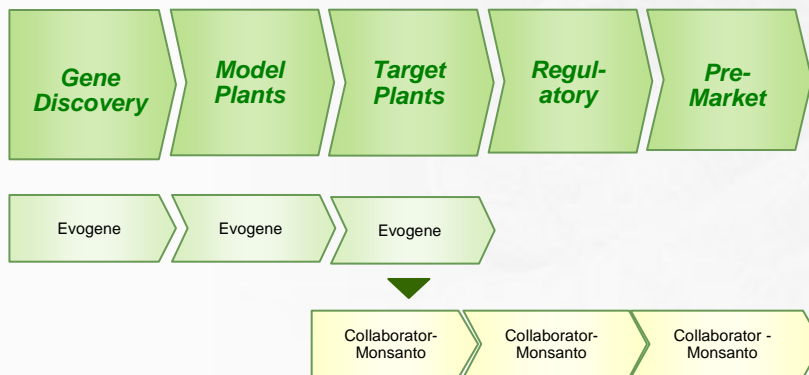 Gene
Discovery
Model
Plants
Target
Plants
Regul-
atory
Pre-
Market
Evogene
Evogene
Evogene
Collaborator-
Monsanto
Collaborator-
Monsanto
Collaborator -
Monsanto